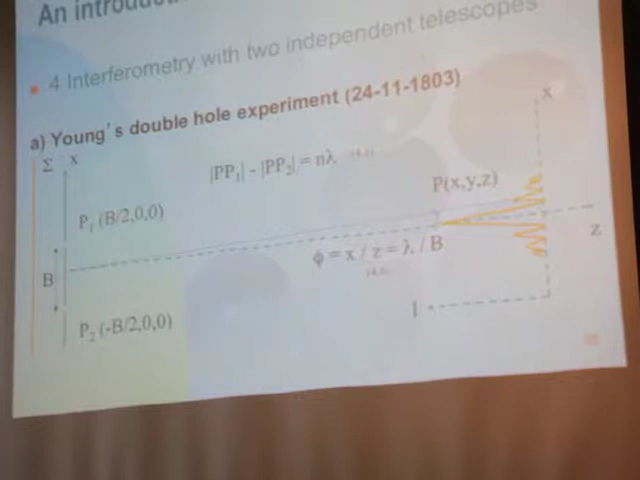 An introduct
4 Interferometry with two independent telescopes
a) Young's double hole experiment (24-11-1803)
Σ x
x
|PP1| - |PP2| = nλ
P(x,y,z)
P1 (B/2,0,0)
z
B
ϕ = x / z = λ / B
I
P2 (-B/2,0,0)